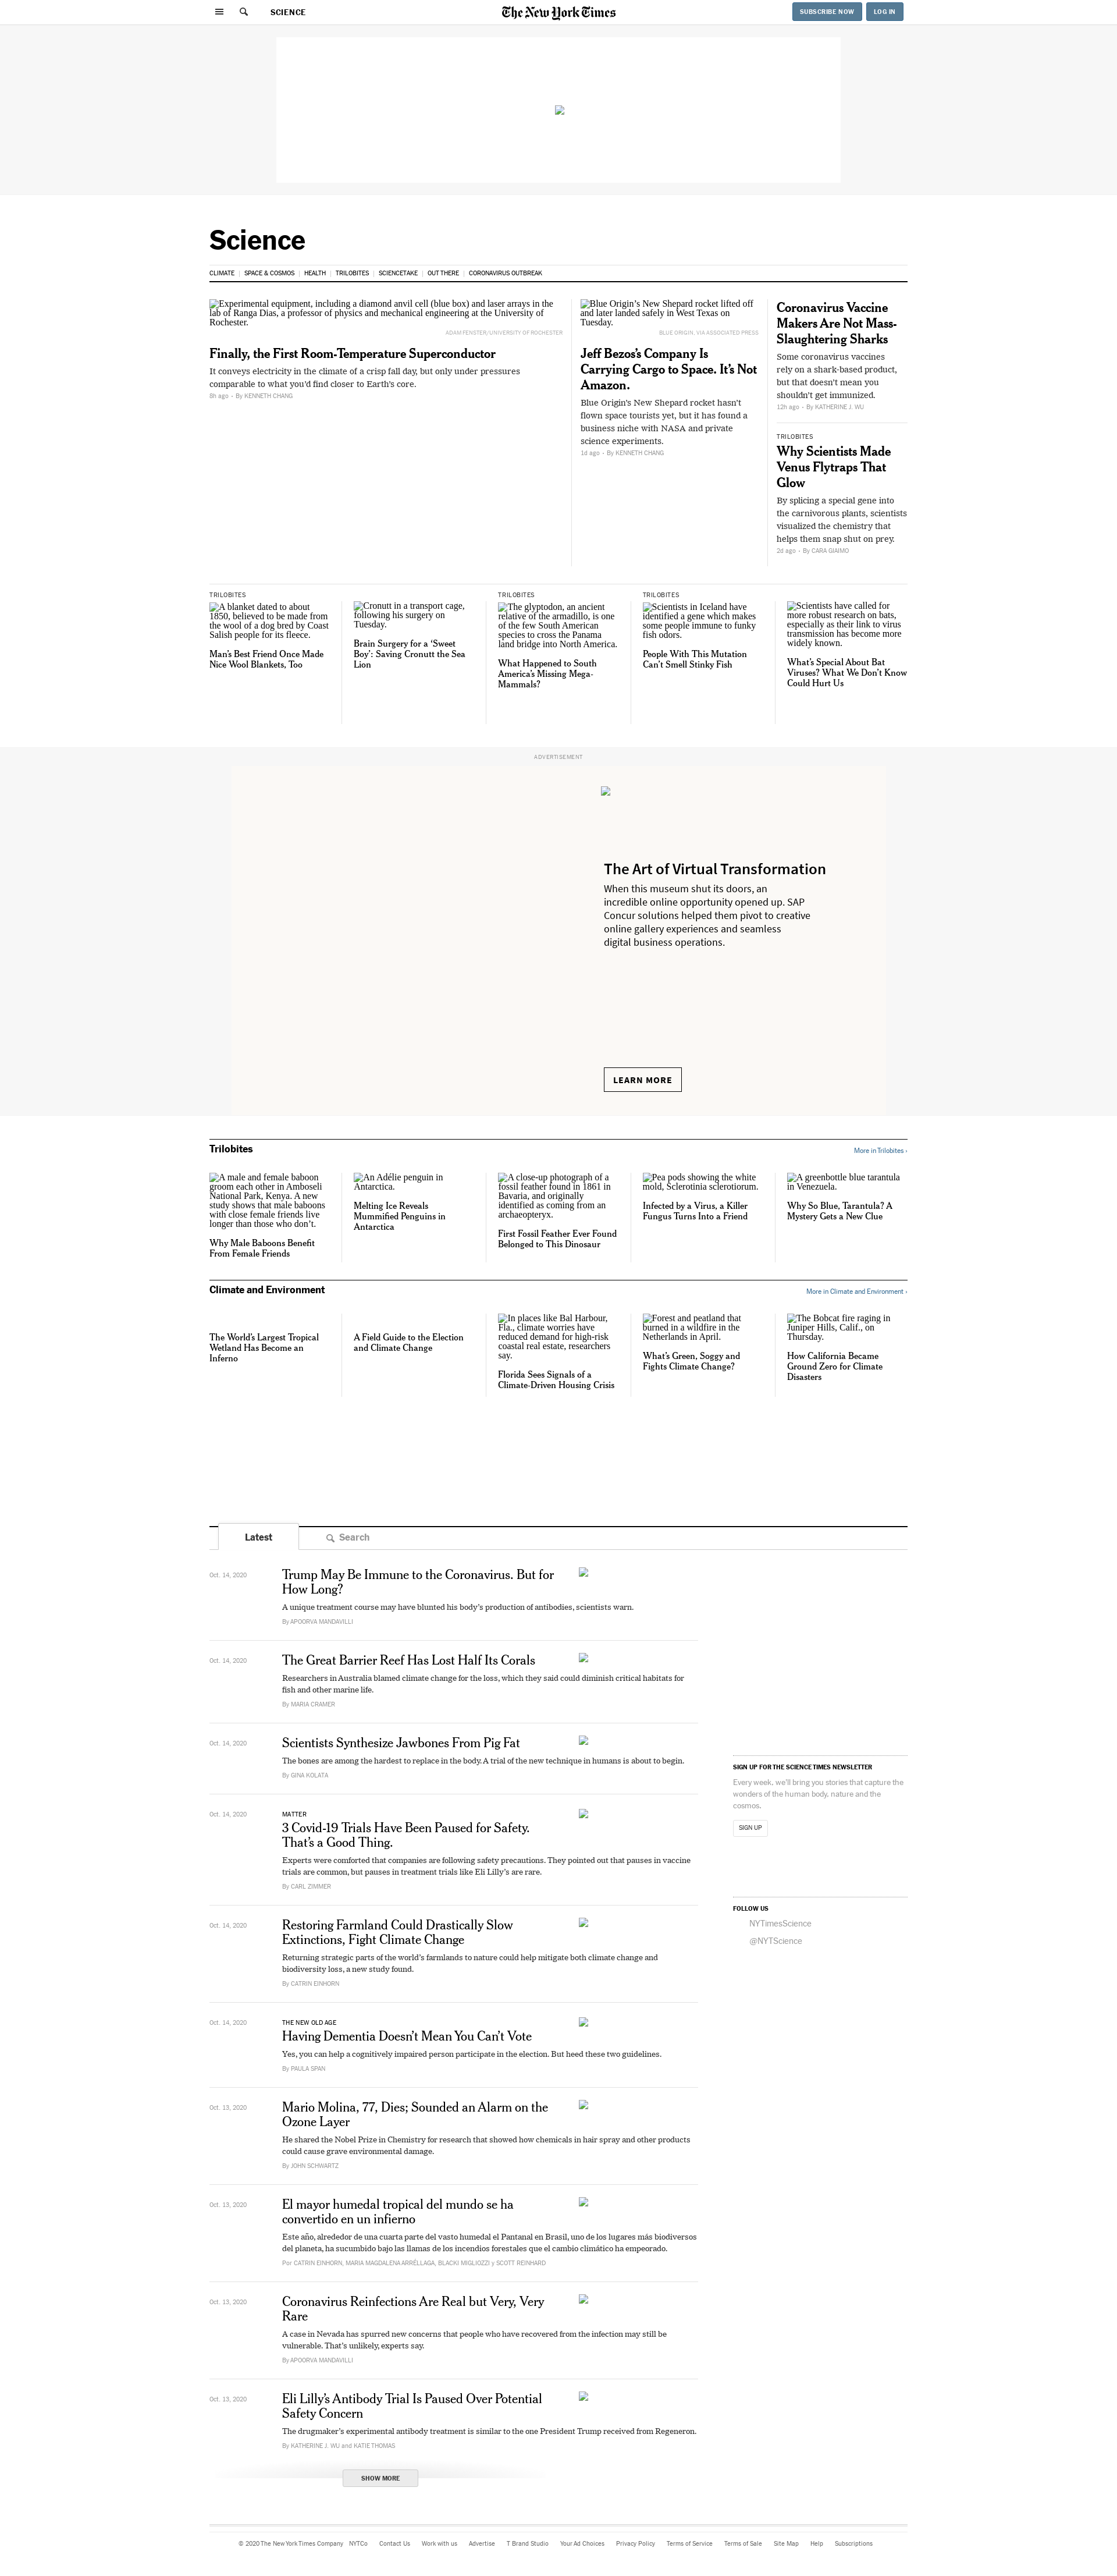 SCIENCE
The New York Times
SUBSCRIBE NOW
LOG IN
Science
CLIMATE
SPACE & COSMOS
HEALTH
TRILOBITES
SCIENCETAKE
OUT THERE
CORONAVIRUS OUTBREAK
Experimental equipment, including a diamond anvil cell (blue box) and laser arrays in the
lab of Ranga Dias, a professor of physics and mechanical engineering at the University of
Rochester.
ADAM FENSTER/UNIVERSITY OF ROCHESTER
Finally, the First Room-Temperature Superconductor
It conveys electricity in the climate of a crisp fall day, but only under pressures
comparable to what you'd find closer to Earth's core.
8h ago - By KENNETH CHANG
Blue Origin's New Shepard rocket lifted off
and later landed safely in West Texas on
Tuesday.
BLUE ORIGIN, VIA ASSOCIATED PRESS
Jeff Bezos's Company Is
Carrying Cargo to Space. It's Not
Amazon.
Blue Origin's New Shepard rocket hasn't
flown space tourists yet, but it has found a
business niche with NASA and private
science experiments.
1d ago - By KENNETH CHANG
Coronavirus Vaccine
Makers Are Not Mass-
Slaughtering Sharks
Some coronavirus vaccines
rely on a shark-based product,
but that doesn't mean you
shouldn't get immunized.
12h ago - By KATHERINE J. WU
TRILOBITES
Why Scientists Made
Venus Flytraps That
Glow
By splicing a special gene into
the carnivorous plants, scientists
visualized the chemistry that
helps them snap shut on prey.
2d ago - By CARA GIAIMO
TRILOBITES
A blanket dated to about
1850, believed to be made from
the wool of a dog bred by Coast
Salish people for its fleece.
Man's Best Friend Once Made
Nice Wool Blankets, Too
Cronutt in a transport cage,
following his surgery on
Tuesday.
Brain Surgery for a 'Sweet
Boy': Saving Cronutt the Sea
Lion
TRILOBITES
The glyptodon, an ancient
relative of the armadillo, is one
of the few South American
species to cross the Panama
land bridge into North America.
What Happened to South
America's Missing Mega-
Mammals?
TRILOBITES
Scientists in Iceland have
identified a gene which makes
some people immune to funky
fish odors.
People With This Mutation
Can't Smell Stinky Fish
Scientists have called for
more robust research on bats,
especially as their link to virus
transmission has become more
widely known.
What's Special About Bat
Viruses? What We Don't Know
Could Hurt Us
ADVERTISEMENT
The Art of Virtual Transformation
When this museum shut its doors, an
incredible online opportunity opened up. SAP
Concur solutions helped them pivot to creative
online gallery experiences and seamless
digital business operations.
LEARN MORE
Trilobites
More in Trilobites ›
A male and female baboon
groom each other in Amboseli
National Park, Kenya. A new
study shows that male baboons
with close female friends live
longer than those who don't.
Why Male Baboons Benefit
From Female Friends
An Adélie penguin in
Antarctica.
Melting Ice Reveals
Mummified Penguins in
Antarctica
A close-up photograph of a
fossil feather found in 1861 in
Bavaria, and originally
identified as coming from an
archaeopteryx.
First Fossil Feather Ever Found
Belonged to This Dinosaur
Pea pods showing the white
mold, Sclerotinia sclerotiorum.
Infected by a Virus, a Killer
Fungus Turns Into a Friend
A greenbottle blue tarantula
in Venezuela.
Why So Blue, Tarantula? A
Mystery Gets a New Clue
Climate and Environment
More in Climate and Environment ›
The World's Largest Tropical
Wetland Has Become an
Inferno
A Field Guide to the Election
and Climate Change
In places like Bal Harbour,
Fla., climate worries have
reduced demand for high-risk
coastal real estate, researchers
say.
Florida Sees Signals of a
Climate-Driven Housing Crisis
Forest and peatland that
burned in a wildfire in the
Netherlands in April.
What's Green, Soggy and
Fights Climate Change?
The Bobcat fire raging in
Juniper Hills, Calif., on
Thursday.
How California Became
Ground Zero for Climate
Disasters
Latest
Search
Oct. 14, 2020
Trump May Be Immune to the Coronavirus. But for
How Long?
A unique treatment course may have blunted his body's production of antibodies, scientists warn.
By APOORVA MANDAVILLI
Oct. 14, 2020
The Great Barrier Reef Has Lost Half Its Corals
Researchers in Australia blamed climate change for the loss, which they said could diminish critical habitats for
fish and other marine life.
By MARIA CRAMER
Oct. 14, 2020
Scientists Synthesize Jawbones From Pig Fat
The bones are among the hardest to replace in the body. A trial of the new technique in humans is about to begin.
By GINA KOLATA
Oct. 14, 2020
MATTER
3 Covid-19 Trials Have Been Paused for Safety.
That's a Good Thing.
Experts were comforted that companies are following safety precautions. They pointed out that pauses in vaccine
trials are common, but pauses in treatment trials like Eli Lilly's are rare.
By CARL ZIMMER
Oct. 14, 2020
Restoring Farmland Could Drastically Slow
Extinctions, Fight Climate Change
Returning strategic parts of the world's farmlands to nature could help mitigate both climate change and
biodiversity loss, a new study found.
By CATRIN EINHORN
Oct. 14, 2020
THE NEW OLD AGE
Having Dementia Doesn't Mean You Can't Vote
Yes, you can help a cognitively impaired person participate in the election. But heed these two guidelines.
By PAULA SPAN
Oct. 13, 2020
Mario Molina, 77, Dies; Sounded an Alarm on the
Ozone Layer
He shared the Nobel Prize in Chemistry for research that showed how chemicals in hair spray and other products
could cause grave environmental damage.
By JOHN SCHWARTZ
Oct. 13, 2020
El mayor humedal tropical del mundo se ha
convertido en un infierno
Este año, alrededor de una cuarta parte del vasto humedal el Pantanal en Brasil, uno de los lugares más biodiversos
del planeta, ha sucumbido bajo las llamas de los incendios forestales que el cambio climático ha empeorado.
Por CATRIN EINHORN, MARIA MAGDALENA ARRÉLLAGA, BLACKI MIGLIOZZI y SCOTT REINHARD
Oct. 13, 2020
Coronavirus Reinfections Are Real but Very, Very
Rare
A case in Nevada has spurred new concerns that people who have recovered from the infection may still be
vulnerable. That's unlikely, experts say.
By APOORVA MANDAVILLI
Oct. 13, 2020
Eli Lilly's Antibody Trial Is Paused Over Potential
Safety Concern
The drugmaker's experimental antibody treatment is similar to the one President Trump received from Regeneron.
By KATHERINE J. WU and KATIE THOMAS
SHOW MORE
SIGN UP FOR THE SCIENCE TIMES NEWSLETTER
Every week, we'll bring you stories that capture the
wonders of the human body, nature and the
cosmos.
SIGN UP
FOLLOW US
NYTimesScience
@NYTScience
© 2020 The New York Times Company
NYTCo
Contact Us
Work with us
Advertise
T Brand Studio
Your Ad Choices
Privacy Policy
Terms of Service
Terms of Sale
Site Map
Help
Subscriptions